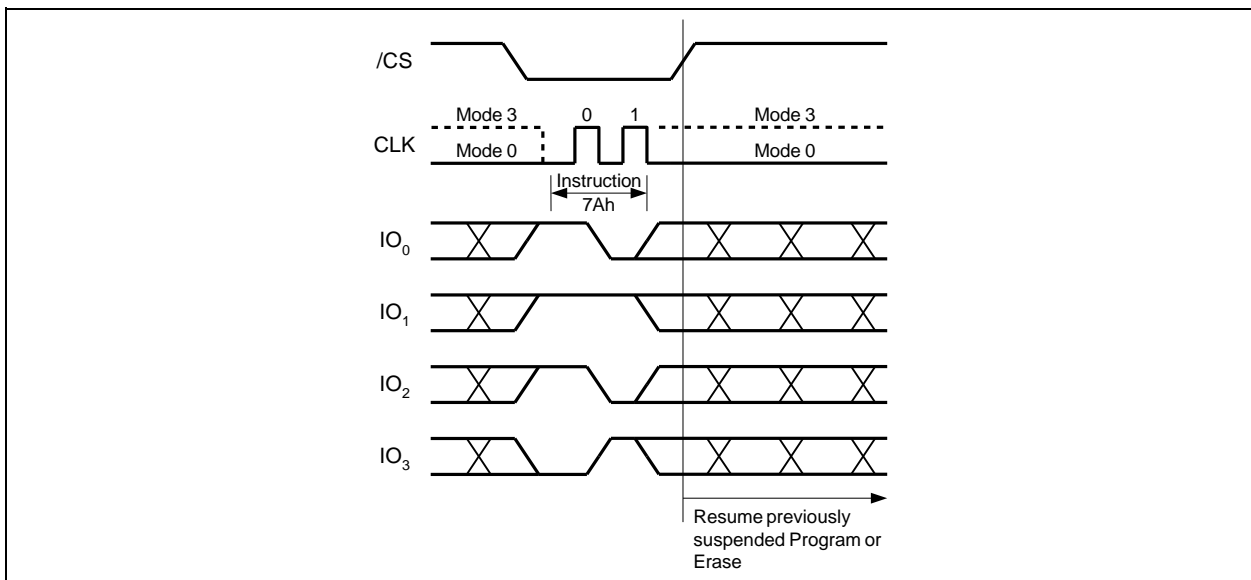 /CS
Mode 3 0 1 Mode 3
CLK
Mode 0 Mode 0
Instruction
7Ah
IO0
IO1
IO2
IO3
Resume previously
suspended Program or
Erase